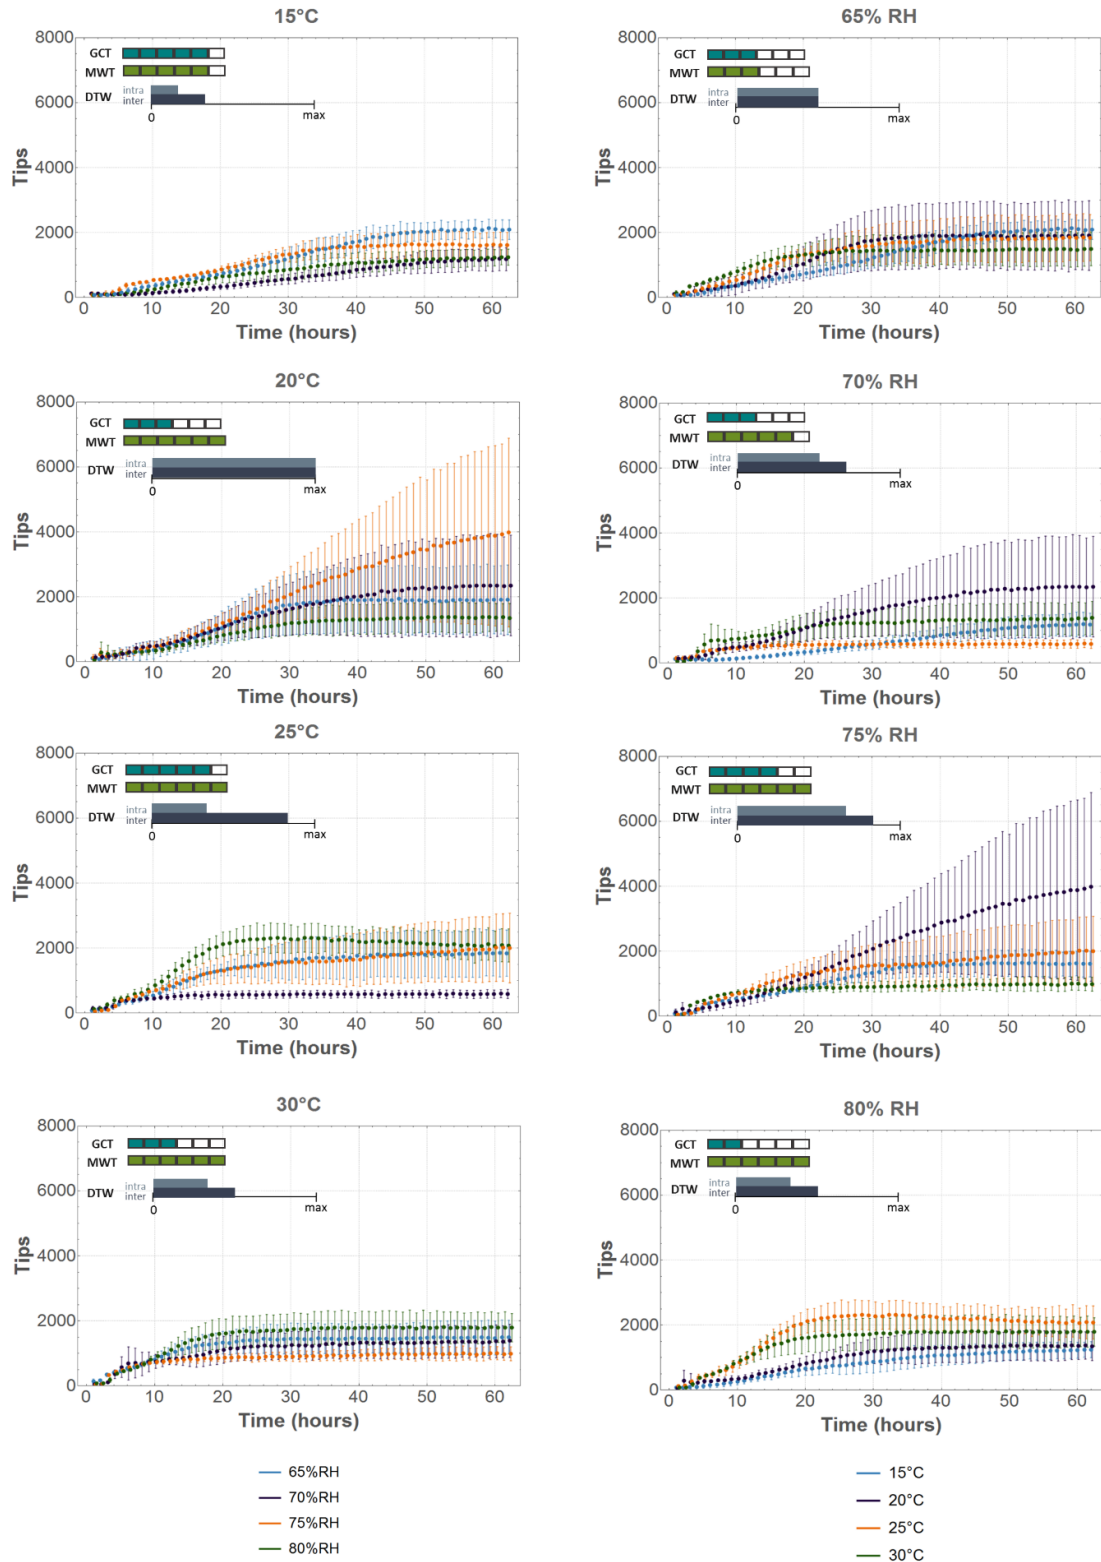 15°C
8000
6000
4000
2000
0
Tips
GCT
MWT
DTW
intra
inter
0
max
0 10 20 30 40 50 60
Time (hours)
65% RH
8000
6000
4000
2000
0
Tips
GCT
MWT
DTW
intra
inter
0
max
0 10 20 30 40 50 60
Time (hours)
20°C
8000
6000
4000
2000
0
Tips
GCT
MWT
DTW
intra
inter
0
max
0 10 20 30 40 50 60
Time (hours)
70% RH
8000
6000
4000
2000
0
Tips
GCT
MWT
DTW
intra
inter
0
max
0 10 20 30 40 50 60
Time (hours)
25°C
8000
6000
4000
2000
0
Tips
GCT
MWT
DTW
intra
inter
0
max
0 10 20 30 40 50 60
Time (hours)
75% RH
8000
6000
4000
2000
0
Tips
GCT
MWT
DTW
intra
inter
0
max
0 10 20 30 40 50 60
Time (hours)
30°C
8000
6000
4000
2000
0
Tips
GCT
MWT
DTW
intra
inter
0
max
0 10 20 30 40 50 60
Time (hours)
80% RH
8000
6000
4000
2000
0
Tips
GCT
MWT
DTW
intra
inter
0
max
0 10 20 30 40 50 60
Time (hours)
65%RH
70%RH
75%RH
80%RH
15°C
20°C
25°C
30°C